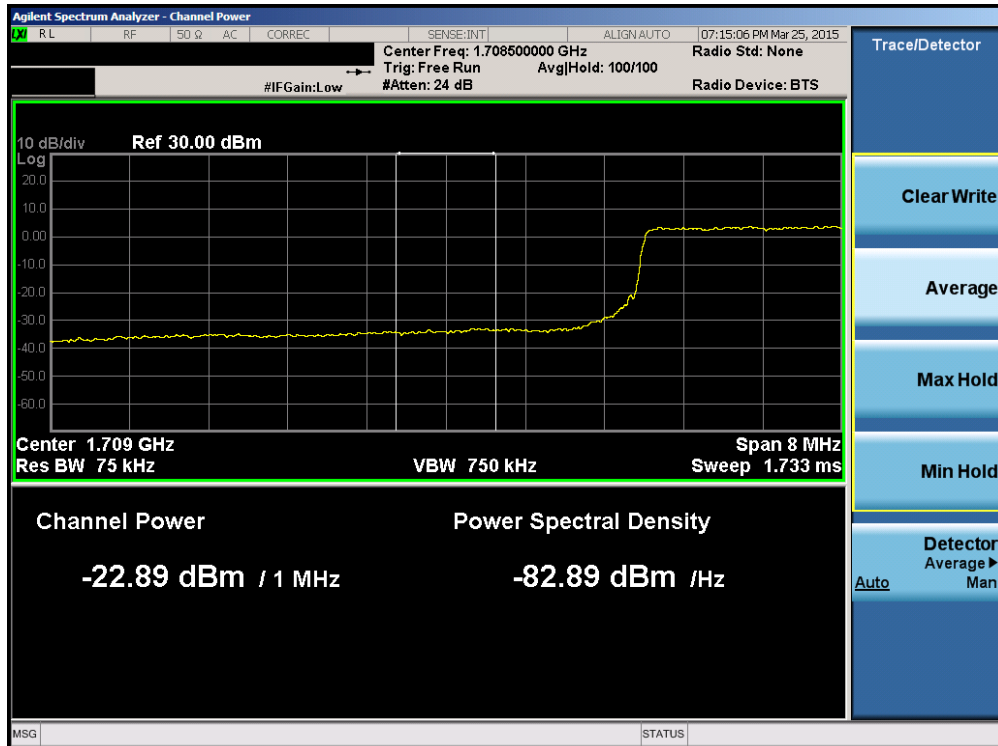 Agilent Spectrum Analyzer - Channel Power
LXI RL RF 50 Ω AC CORREC SENSE:INT ALIGN AUTO 07:15:06 PM Mar 25, 2015
Center Freq: 1.708500000 GHz Radio Std: None
Trig: Free Run Avg|Hold: 100/100
#IFGain:Low #Atten: 24 dB Radio Device: BTS
10 dB/div Ref 30.00 dBm
Log
20.0
10.0
0.00
-10.0
-20.0
-30.0
-40.0
-50.0
-60.0
Center 1.709 GHz Span 8 MHz
Res BW 75 kHz VBW 750 kHz Sweep 1.733 ms
Channel Power Power Spectral Density
-22.89 dBm / 1 MHz -82.89 dBm /Hz
MSG STATUS
Trace/Detector
Clear Write
Average
Max Hold
Min Hold
Detector
Average▶
Auto Man